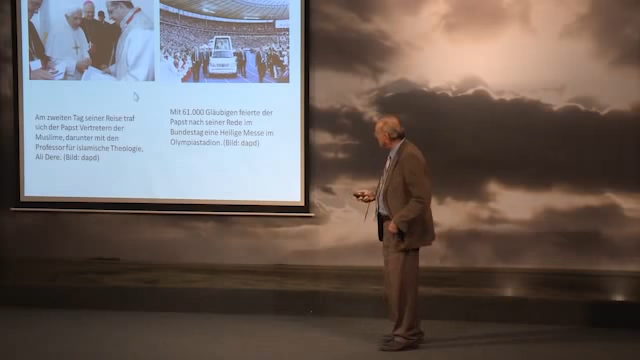 Am zweiten Tag seiner Reise traf
sich der Papst Vertretern der
Muslime, darunter mit den
Professor für islamische Theologie,
Ali Dere. (Bild: dapd)
Mit 61.000 Gläubigen feierte der
Papst nach seiner Rede im
Bundestag eine Heilige Messe im
Olympiastadion. (Bild: dapd)